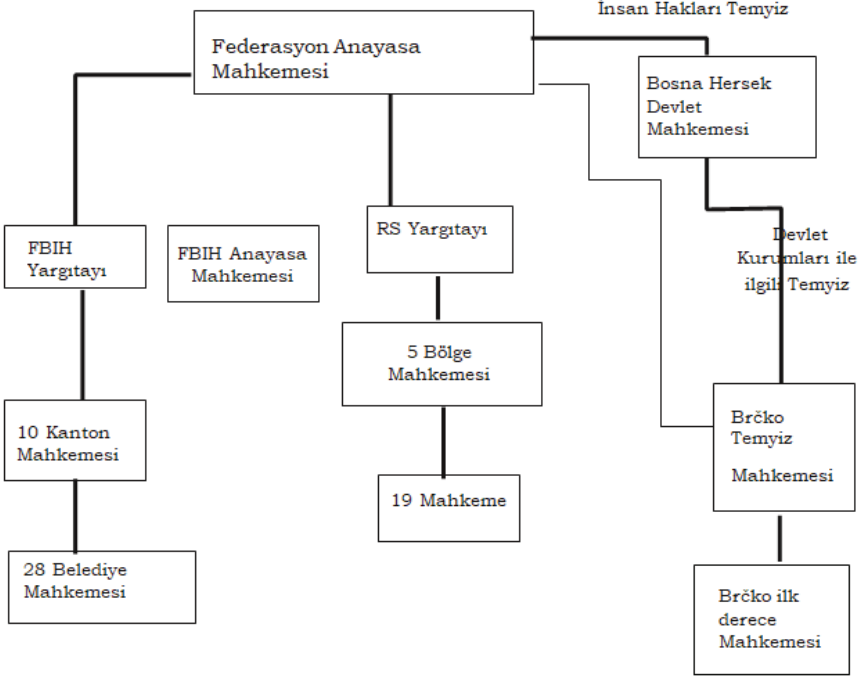 İnsan Hakları Temyiz
Federasyon Anayasa
Mahkemesi
Bosna Hersek
Devlet
Mahkemesi
FBIH
Yargıtayı
FBIH Anayasa
Mahkemesi
RS Yargıtayı
Devlet
Kurumları ile
ilgili Temyiz
5 Bölge
Mahkemesi
10 Kanton
Mahkemesi
Brčko
Temyiz
Mahkemesi
19 Mahkeme
28 Belediye
Mahkemesi
Brčko ilk
derece
Mahkemesi